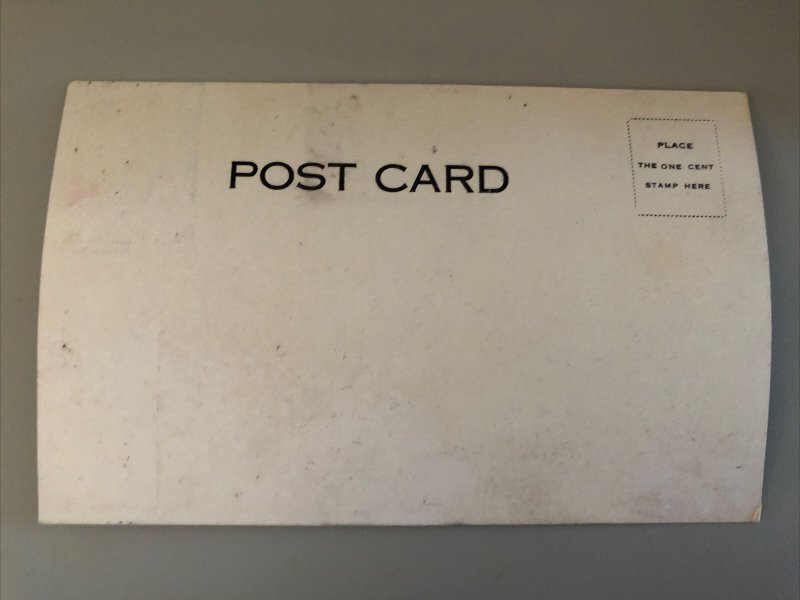 POST CARD
PLACE
THE ONE CENT
STAMP HERE